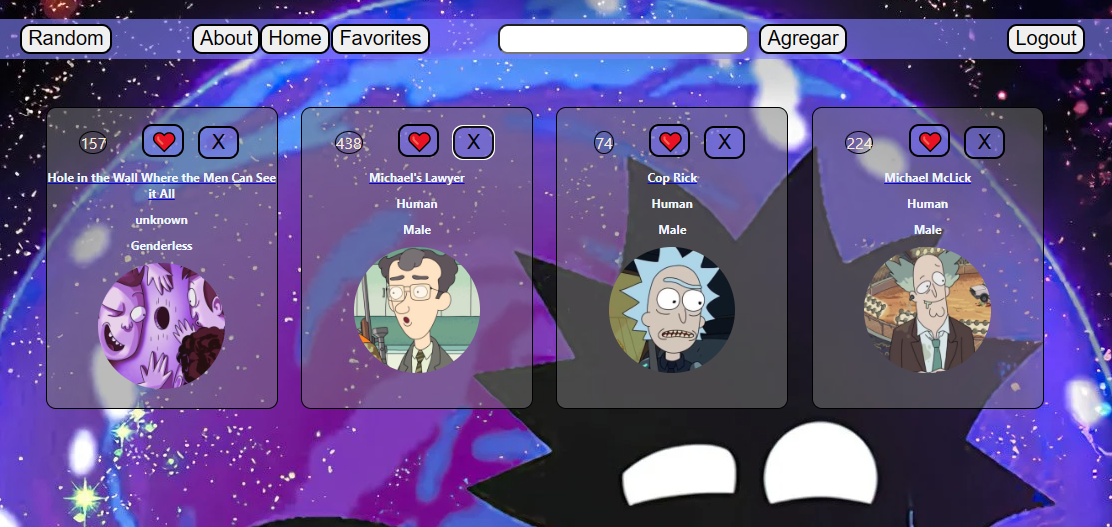 Random About Home Favorites Agregar Logout
157 X
Hole in the Wall Where the Men Can See
it All
unknown
Genderless
438 X
Michael's Lawyer
Human
Male
74 X
Cop Rick
Human
Male
224 X
Michael McLick
Human
Male